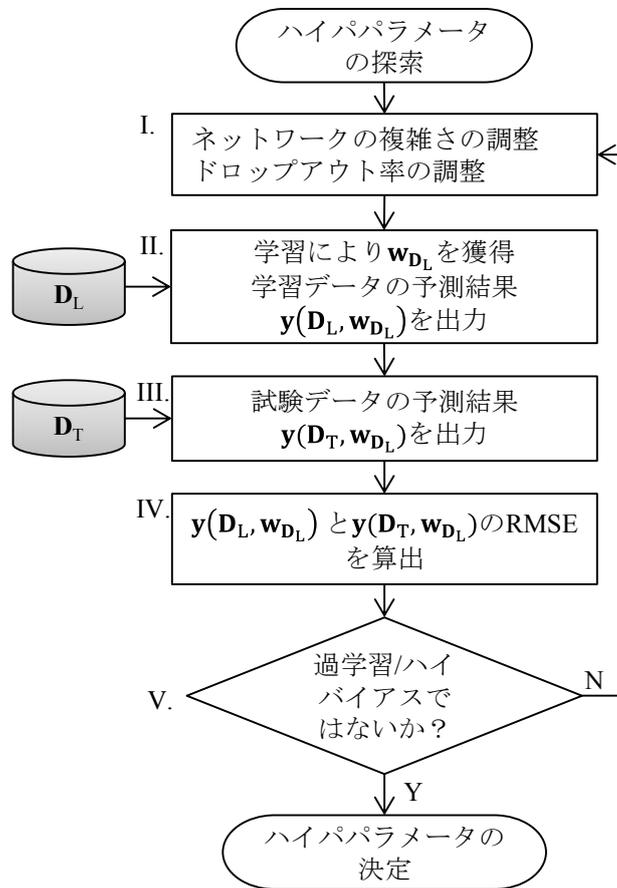 ハイパパラメータ
の探索
I.
ネットワークの複雑さの調整
ドロップアウト率の調整
II.
学習により𝐰_{𝐃_L}を獲得
学習データの予測結果
𝐲(𝐃_L, 𝐰_{𝐃_L})を出力
𝐃_L
III.
試験データの予測結果
𝐲(𝐃_T, 𝐰_{𝐃_L})を出力
𝐃_T
IV.
𝐲(𝐃_L, 𝐰_{𝐃_L}) と𝐲(𝐃_T, 𝐰_{𝐃_L})のRMSE
を算出
V.
過学習/ハイ
バイアスで
はないか？
N
Y
ハイパパラメータの
決定